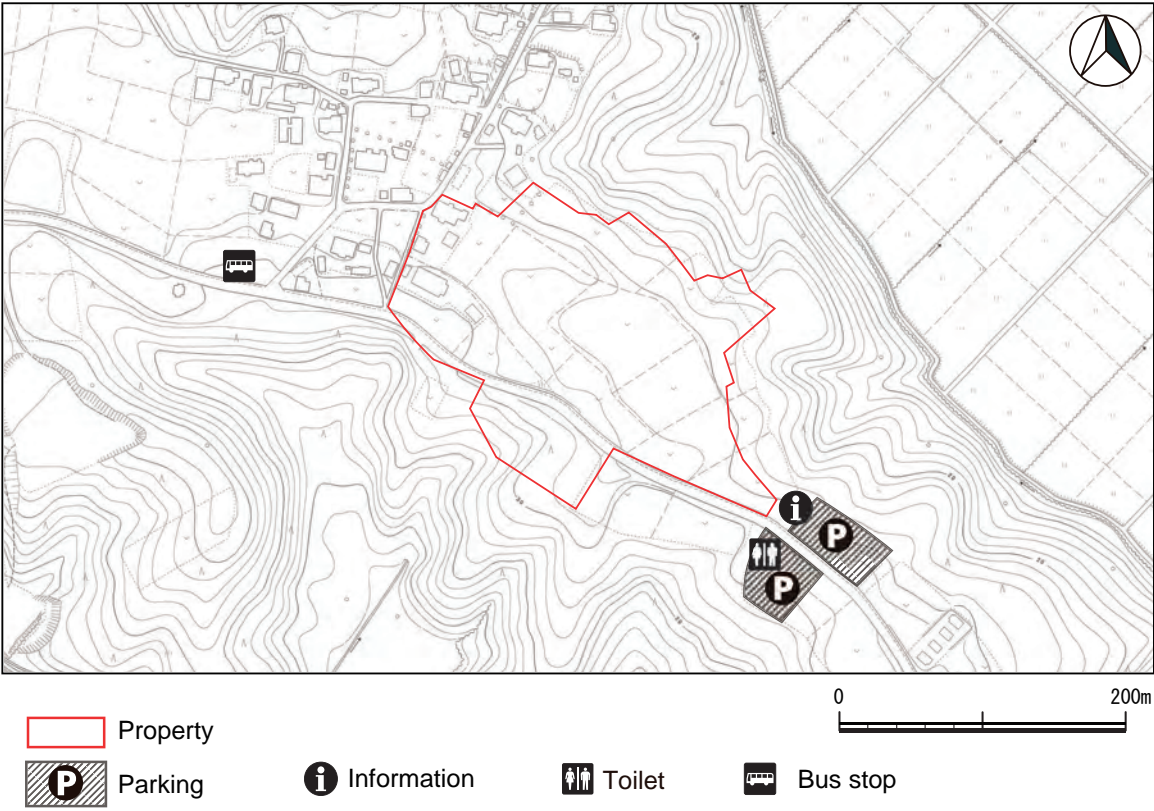 P
P
0 200m
Property
P Parking
i Information
Toilet
Bus stop